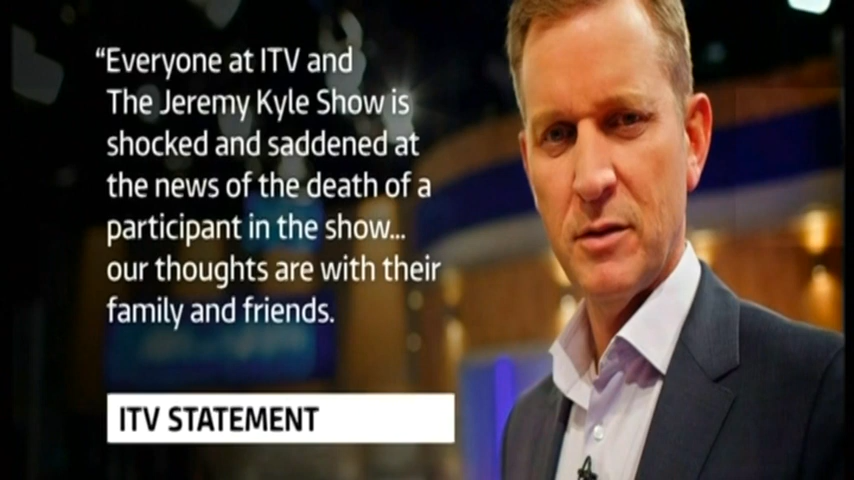 “Everyone at ITV and
The Jeremy Kyle Show is
shocked and saddened at
the news of the death of a
participant in the show...
our thoughts are with their
family and friends.
ITV STATEMENT